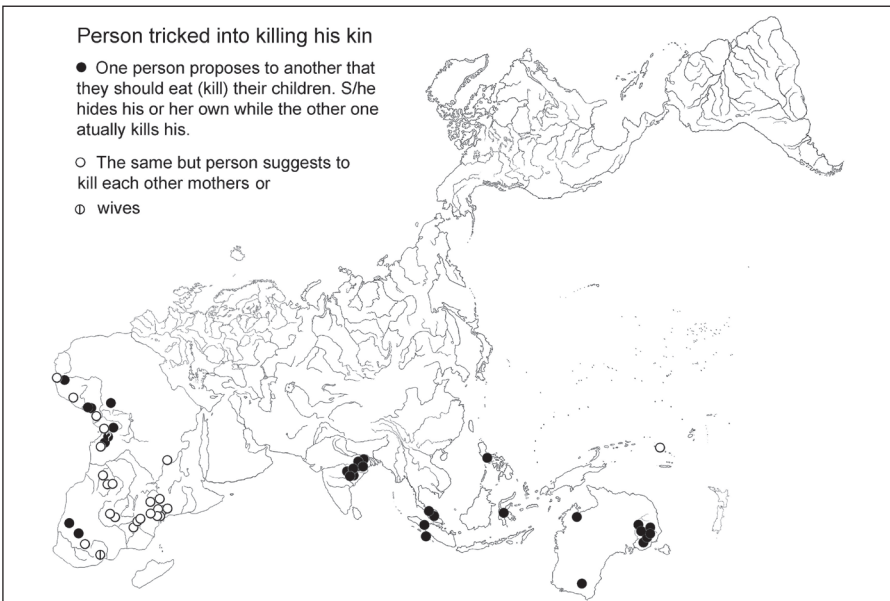 Person tricked into killing his kin
● One person proposes to another that
they should eat (kill) their children. S/he
hides his or her own while the other one
atually kills his.
○ The same but person suggests to
kill each other mothers or
⦶ wives